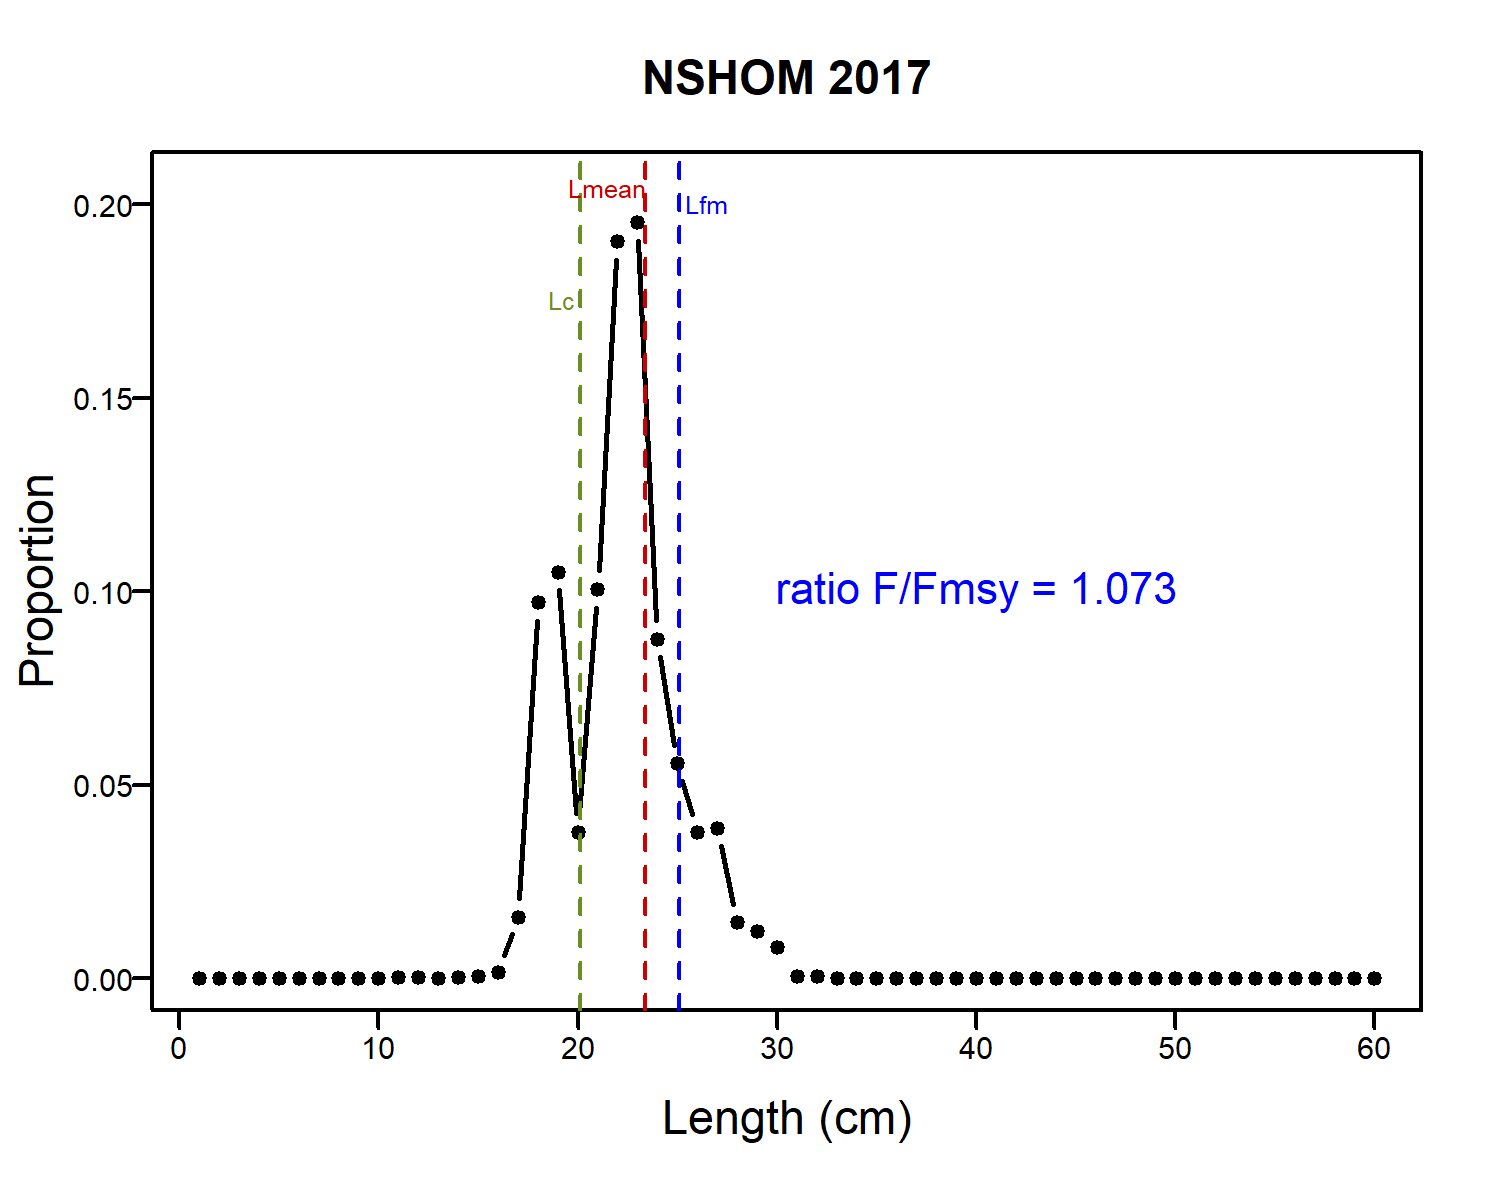 NSHOM 2017
Lmean
Lfm
Lc
ratio F/Fmsy = 1.073
Proportion
0.20
0.15
0.10
0.05
0.00
0 10 20 30 40 50 60
Length (cm)